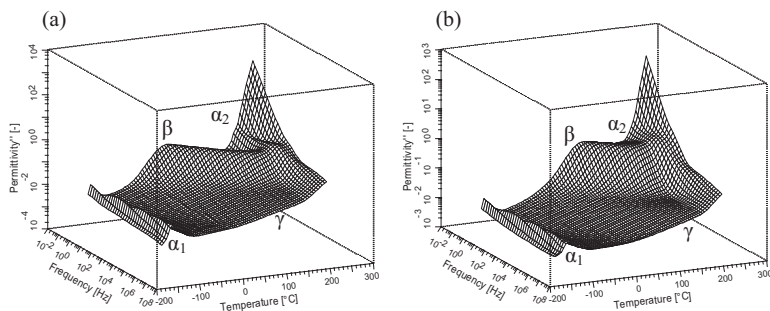 (a)
Permittivity'' [-]
10⁴
10²
10⁰
10⁻²
10⁻⁴
β
α₂
α₁
γ
10⁻² 10⁰ 10² 10⁴ 10⁶ 10⁸
Frequency [Hz]
-200 -100 0 100 200 300
Temperature [°C]
(b)
Permittivity'' [-]
10³
10²
10¹
10⁰
10⁻¹
10⁻²
10⁻³
β
α₂
α₁
γ
10⁻² 10⁰ 10² 10⁴ 10⁶ 10⁸
Frequency [Hz]
-200 -100 0 100 200 300
Temperature [°C]